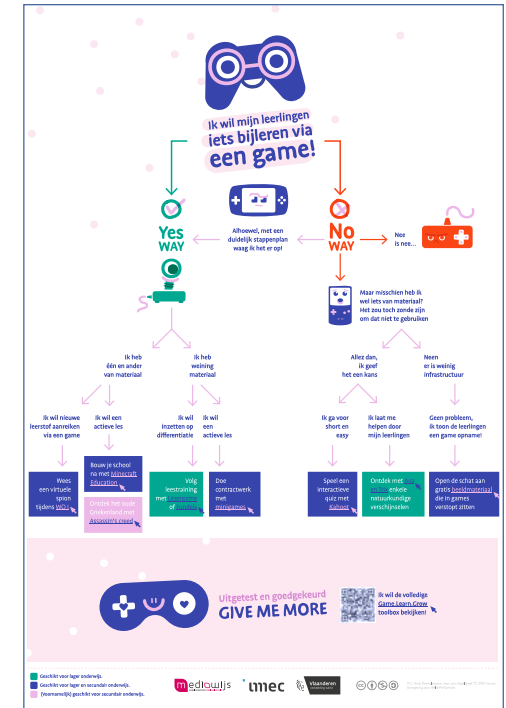 Ik wil mijn leerlingen
iets bijleren via
een game!
Yes
WAY
Alhoewel, met een
duidelijk stappenplan
waag ik het er op!
No
WAY
Nee
is nee...
Maar misschien heb ik
wel iets van materiaal?
Het zou toch zonde zijn
om dat niet te gebruiken
Ik heb
één en ander
van materiaal
Ik heb
weining
materiaal
Allez dan,
ik geef
het een kans
Neen
er is weinig
infrastructuur
Ik wil nieuwe
leerstof aanreiken
via een game
Ik wil een
actieve les
Ik wil
inzetten op
differentiatie
Ik wil
een
actieve les
Ik ga voor
short en
easy
Ik laat me
helpen door
mijn leerlingen
Geen probleem,
ik toon de leerlingen
een game opname!
Wees
een virtuele
spion
tijdens WO I
Bouw je school
na met Minecraft
Education
Ontdek het oude
Griekenland met
Assassin's creed
Volg
leestraining
met
of
Doe
contractwerk
met
minigames
Speel een
interactieve
quiz met
Kahoot
Ontdek met
enkele
natuurkundige
verschijnselen
Open de schat aan
gratis beeldmateriaal
die in games
verstopt zitten
Uitgetest en goedgekeurd
GIVE ME MORE
Ik wil de volledige
Game.Learn.Grow
toolbox bekijken!
Geschikt voor lager onderwijs.
Geschikt voor lager en secundair onderwijs.
(Voornamelijk) geschikt voor secundair onderwijs.
mediawijs
imec
Vlaanderen